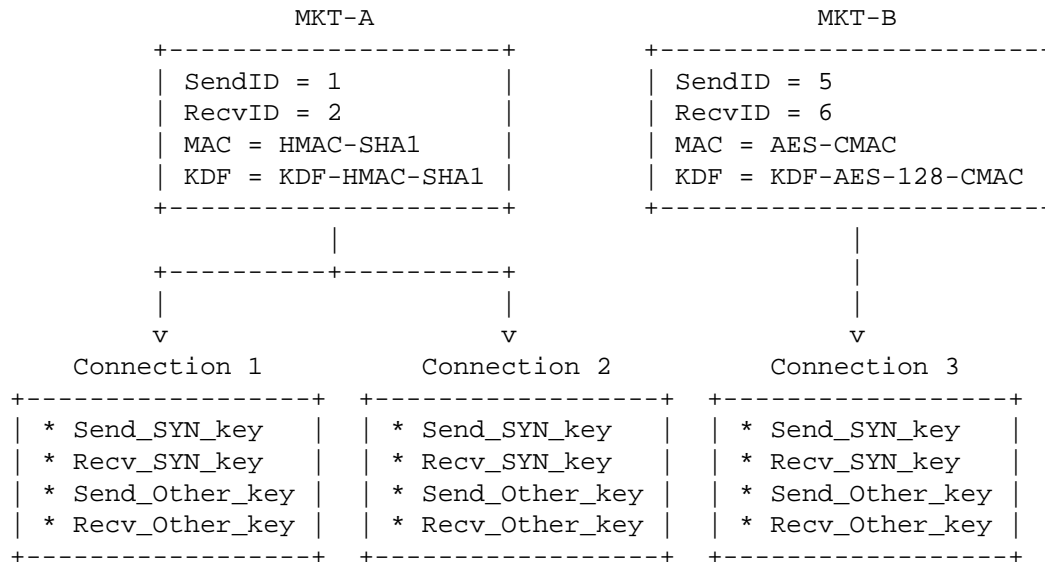 MKT-A MKT-B
SendID = 1 SendID = 5
RecvID = 2 RecvID = 6
MAC = HMAC-SHA1 MAC = AES-CMAC
KDF = KDF-HMAC-SHA1 KDF = KDF-AES-128-CMAC
Connection 1 Connection 2 Connection 3
* Send_SYN_key * Send_SYN_key * Send_SYN_key
* Recv_SYN_key * Recv_SYN_key * Recv_SYN_key
* Send_Other_key * Send_Other_key * Send_Other_key
* Recv_Other_key * Recv_Other_key * Recv_Other_key